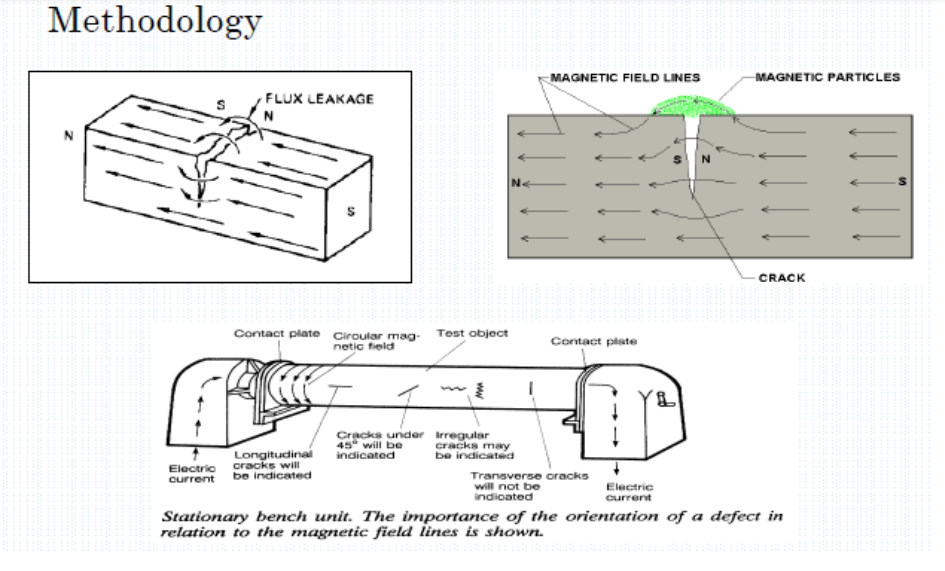 Methodology
S
FLUX LEAKAGE
N
N
S
MAGNETIC FIELD LINES
MAGNETIC PARTICLES
S N
N
S
CRACK
Contact plate
Circular mag-
netic field
Test object
Contact plate
Cracks under
45° will be
indicated
Irregular
cracks may
be indicated
Longitudinal
cracks will
be indicated
Electric
current
Transverse cracks
will not be
indicated
Electric
current
Stationary bench unit. The importance of the orientation of a defect in
relation to the magnetic field lines is shown.